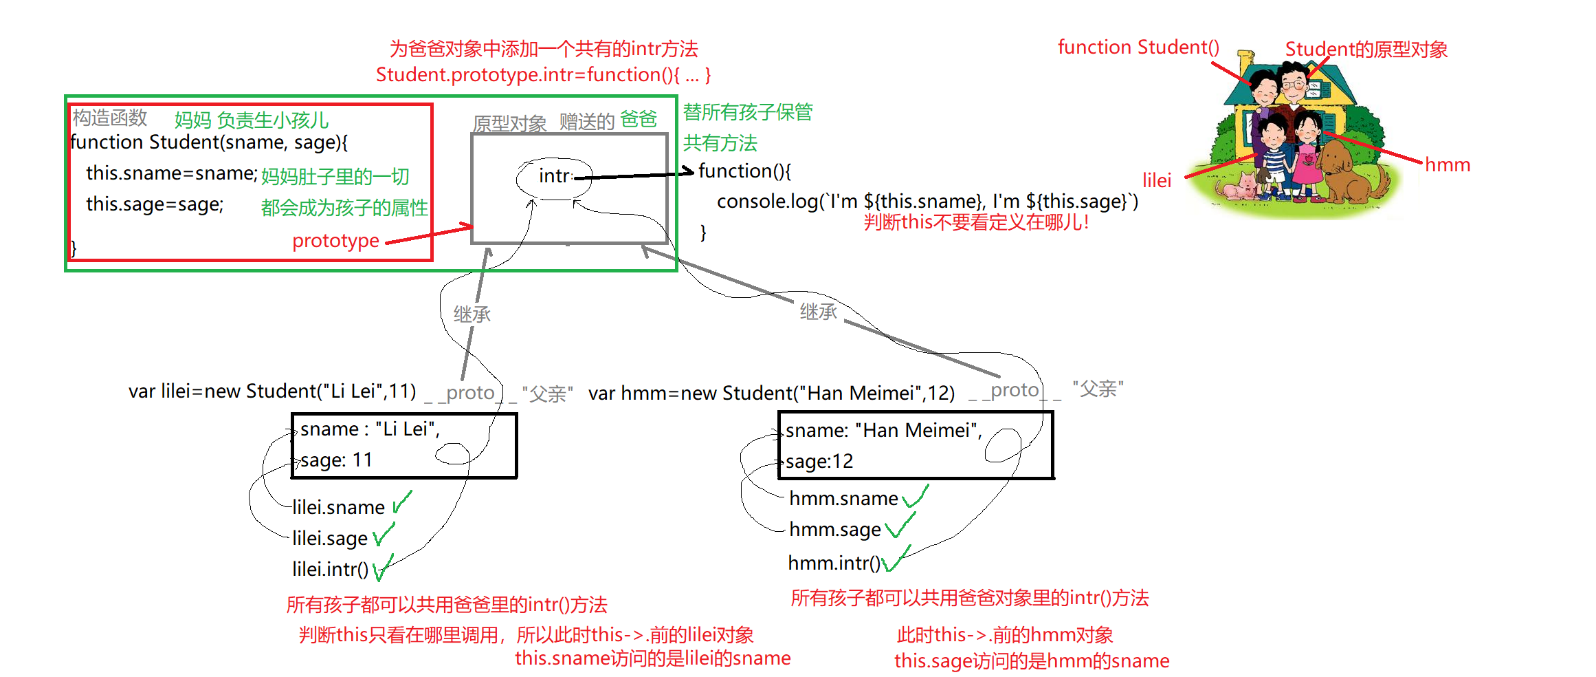 为爸爸对象中添加一个共有的intr方法
Student.prototype.intr=function(){ ... }
function Student()
Student的原型对象
lilei
hmm
构造函数 妈妈 负责生小孩儿
function Student(sname, sage){
this.sname=sname; 妈妈肚子里的一切
this.sage=sage; 都会成为孩子的属性
}
prototype
原型对象 赠送的 爸爸
替所有孩子保管
共有方法
intr:
function(){
console.log(`I'm ${this.sname}, I'm ${this.sage}`)
判断this不要看定义在哪儿!
}
继承
继承
var lilei=new Student("Li Lei",11) _ _proto_ _ "父亲"
sname : "Li Lei",
sage: 11
lilei.sname
lilei.sage
lilei.intr()
所有孩子都可以共用爸爸里的intr()方法
判断this只看在哪里调用，所以此时this->.前的lilei对象
this.sname访问的是lilei的sname
var hmm=new Student("Han Meimei",12) _ _proto_ _ "父亲"
sname: "Han Meimei",
sage:12
hmm.sname
hmm.sage
hmm.intr()
所有孩子都可以共用爸爸对象里的intr()方法
此时this->.前的hmm对象
this.sage访问的是hmm的sname